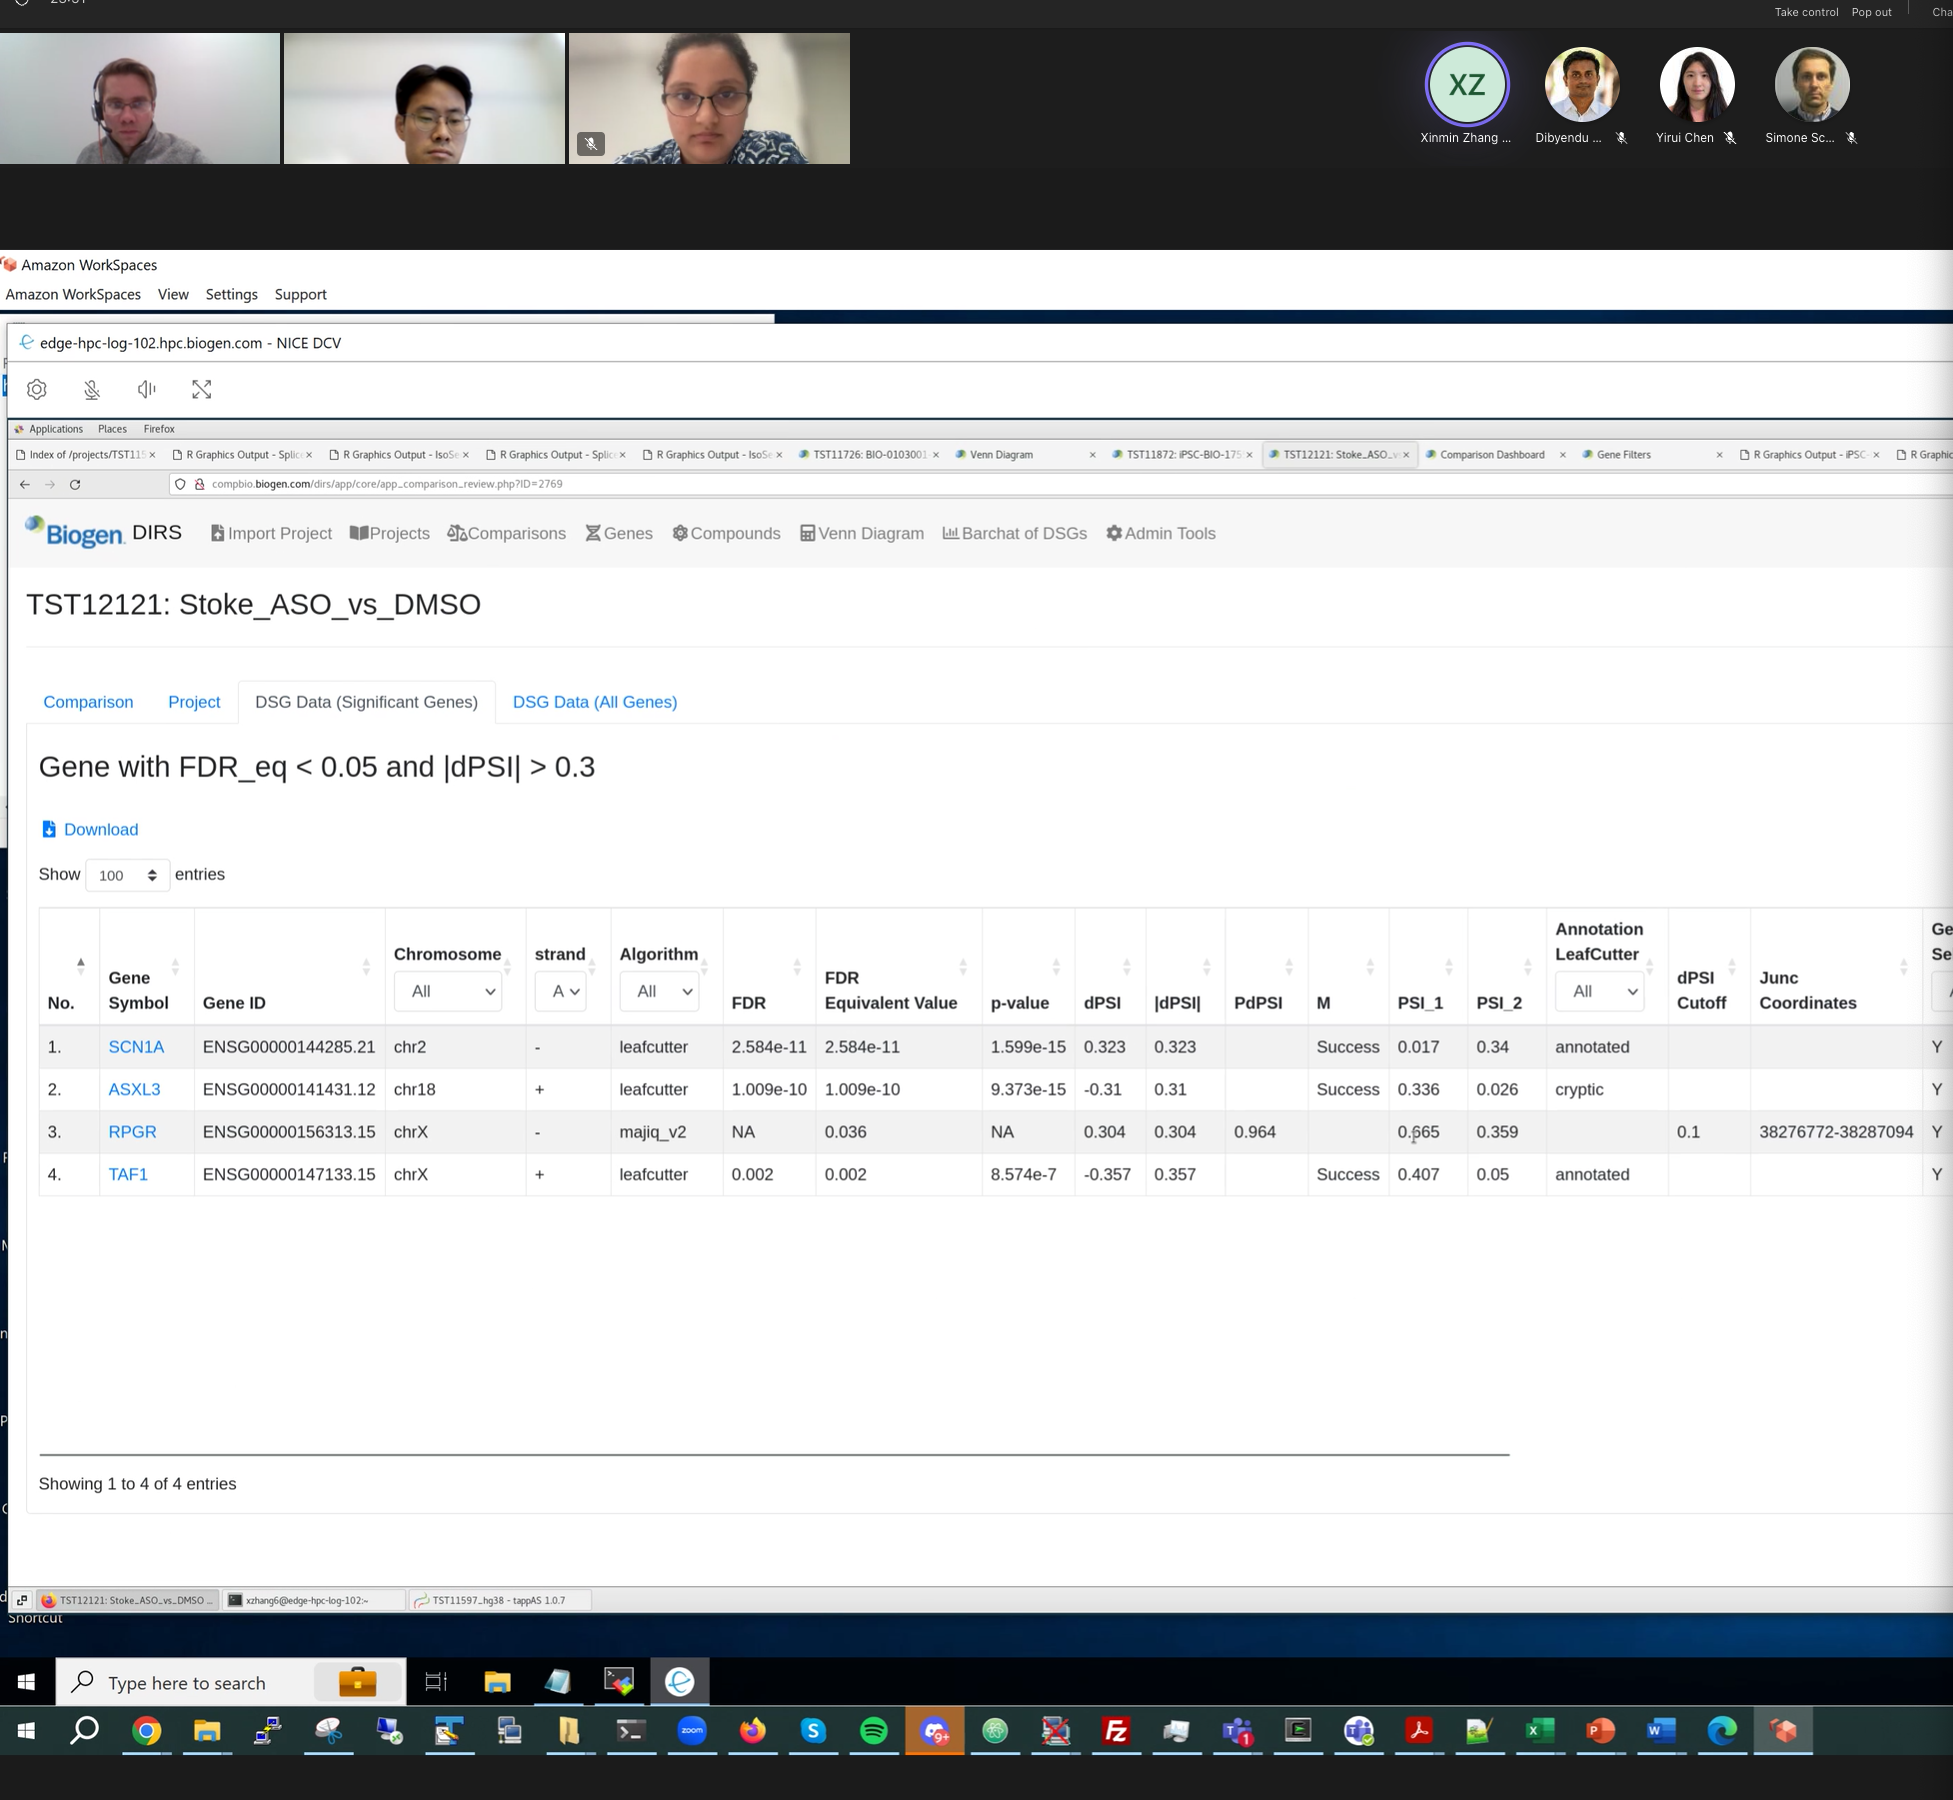 Take control Pop out
XZ
Xinmin Zhang ... Dibyendu ... Yirui Chen Simone Sc...
Amazon WorkSpaces
Amazon WorkSpaces View Settings Support
edge-hpc-log-102.hpc.biogen.com - NICE DCV
Applications Places Firefox
Index of /projects/TST115 R Graphics Output - Splice R Graphics Output - IsoSe R Graphics Output - Splice R Graphics Output - IsoSe TST11726: BIO-0103001 Venn Diagram TST11872: iPSC-BIO-175 TST12121: Stoke_ASO_vs Comparison Dashboard Gene Filters R Graphics Output - iPSC- R Graphic
compbio.biogen.com/dirs/app/core/app_comparison_review.php?ID=2769
Biogen. DIRS Import Project Projects Comparisons Genes Compounds Venn Diagram Barchat of DSGs Admin Tools
TST12121: Stoke_ASO_vs_DMSO
Comparison Project DSG Data (Significant Genes) DSG Data (All Genes)
Gene with FDR_eq < 0.05 and |dPSI| > 0.3
Download
Show 100 entries
No. Gene Symbol Gene ID Chromosome All strand A Algorithm All FDR FDR Equivalent Value p-value dPSI |dPSI| PdPSI M PSI_1 PSI_2 Annotation LeafCutter All dPSI Cutoff Junc Coordinates Ge Se
1. SCN1A ENSG00000144285.21 chr2 - leafcutter 2.584e-11 2.584e-11 1.599e-15 0.323 0.323 Success 0.017 0.34 annotated Y
2. ASXL3 ENSG00000141431.12 chr18 + leafcutter 1.009e-10 1.009e-10 9.373e-15 -0.31 0.31 Success 0.336 0.026 cryptic Y
3. RPGR ENSG00000156313.15 chrX - majiq_v2 NA 0.036 NA 0.304 0.304 0.964 0.665 0.359 0.1 38276772-38287094 Y
4. TAF1 ENSG00000147133.15 chrX + leafcutter 0.002 0.002 8.574e-7 -0.357 0.357 Success 0.407 0.05 annotated Y
Showing 1 to 4 of 4 entries
TST12121: Stoke_ASO_vs_DMSO ... xzhang6@edge-hpc-log-102:~ TST11597_hg38 - tappAS 1.0.7
Shortcut
Type here to search
zoom 9+ 1